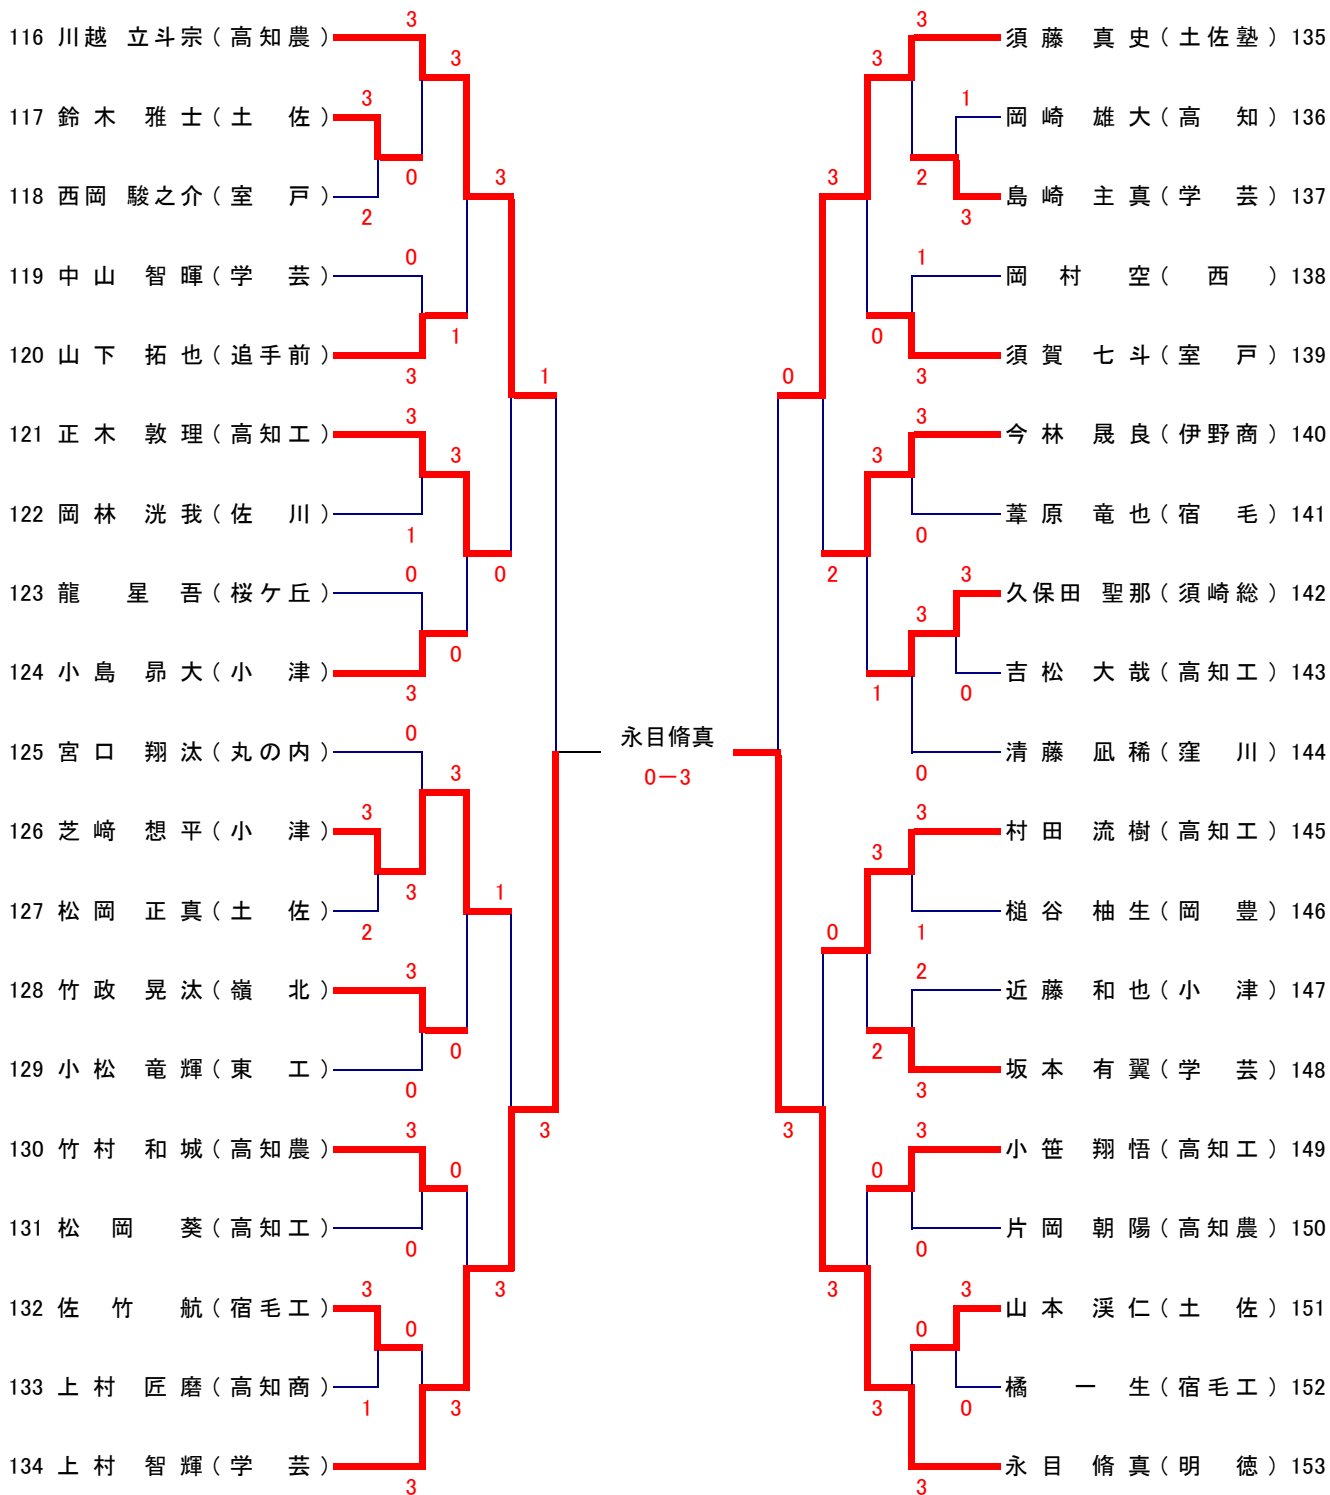 116 川越 立斗宗 ( 高知農 )
117 鈴木 雅士 ( 土 佐 )
118 西岡 駿之介 ( 室 戸 )
119 中山 智暉 ( 学 芸 )
120 山下 拓也 ( 追手前 )
121 正木 敦理 ( 高知工 )
122 岡林 洸我 ( 佐 川 )
123 龍 星吾 ( 桜ケ丘 )
124 小島 昴大 ( 小 津 )
125 宮口 翔汰 ( 丸の内 )
126 芝﨑 想平 ( 小 津 )
127 松岡 正真 ( 土 佐 )
128 竹政 晃汰 ( 嶺 北 )
129 小松 竜輝 ( 東 工 )
130 竹村 和城 ( 高知農 )
131 松岡 葵 ( 高知工 )
132 佐竹 航 ( 宿毛工 )
133 上村 匠磨 ( 高知商 )
134 上村 智輝 ( 学 芸 )
3
3
3
0
2
3
0
1
3
1
3
3
1
0
0
0
3
0
3
3
3
2
1
3
0
0
3
3
0
0
3
3
0
1
3
3
永目脩真
0－3
3
3
1
2
3
3
1
0
3
0
3
3
0
2
3
3
0
1
0
3
3
1
0
2
2
3
3
3
0
0
3
3
0
0
3
3
須藤 真史 ( 土佐塾 ) 135
岡崎 雄大 ( 高 知 ) 136
島崎 主真 ( 学 芸 ) 137
岡村 空 ( 西 ) 138
須賀 七斗 ( 室 戸 ) 139
今林 晟良 ( 伊野商 ) 140
葦原 竜也 ( 宿 毛 ) 141
久保田 聖那 ( 須崎総 ) 142
吉松 大哉 ( 高知工 ) 143
清藤 凪稀 ( 窪 川 ) 144
村田 流樹 ( 高知工 ) 145
槌谷 柚生 ( 岡 豊 ) 146
近藤 和也 ( 小 津 ) 147
坂本 有翼 ( 学 芸 ) 148
小笹 翔悟 ( 高知工 ) 149
片岡 朝陽 ( 高知農 ) 150
山本 渓仁 ( 土 佐 ) 151
橘 一生 ( 宿毛工 ) 152
永目 脩真 ( 明 徳 ) 153